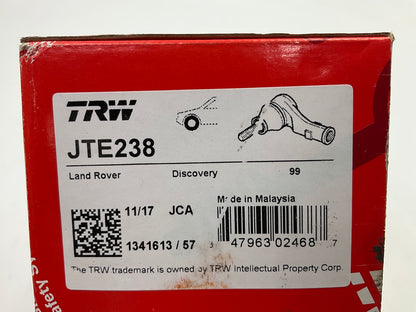 TRW
JTE238
Land Rover Discovery 99
11/17 JCA Made in Malaysia
1341613 / 57
47963 02468 7
The TRW trademark is owned by TRW Intellectual Property Corp.